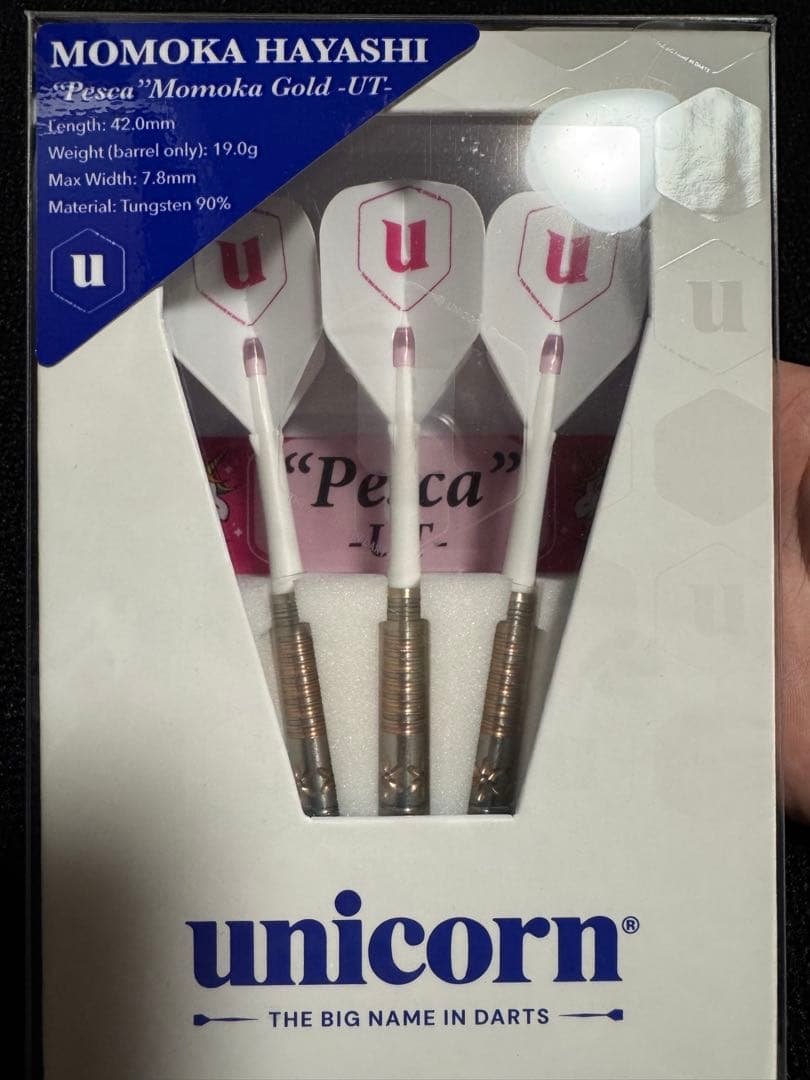 MOMOKA HAYASHI
"Pesca" Momoka Gold -UT-
Length: 42.0mm
Weight (barrel only): 19.0g
Max Width: 7.8mm
Material: Tungsten 90%
u
u
u
u
u
u
"Pesca"
-UT-
unicorn®
THE BIG NAME IN DARTS